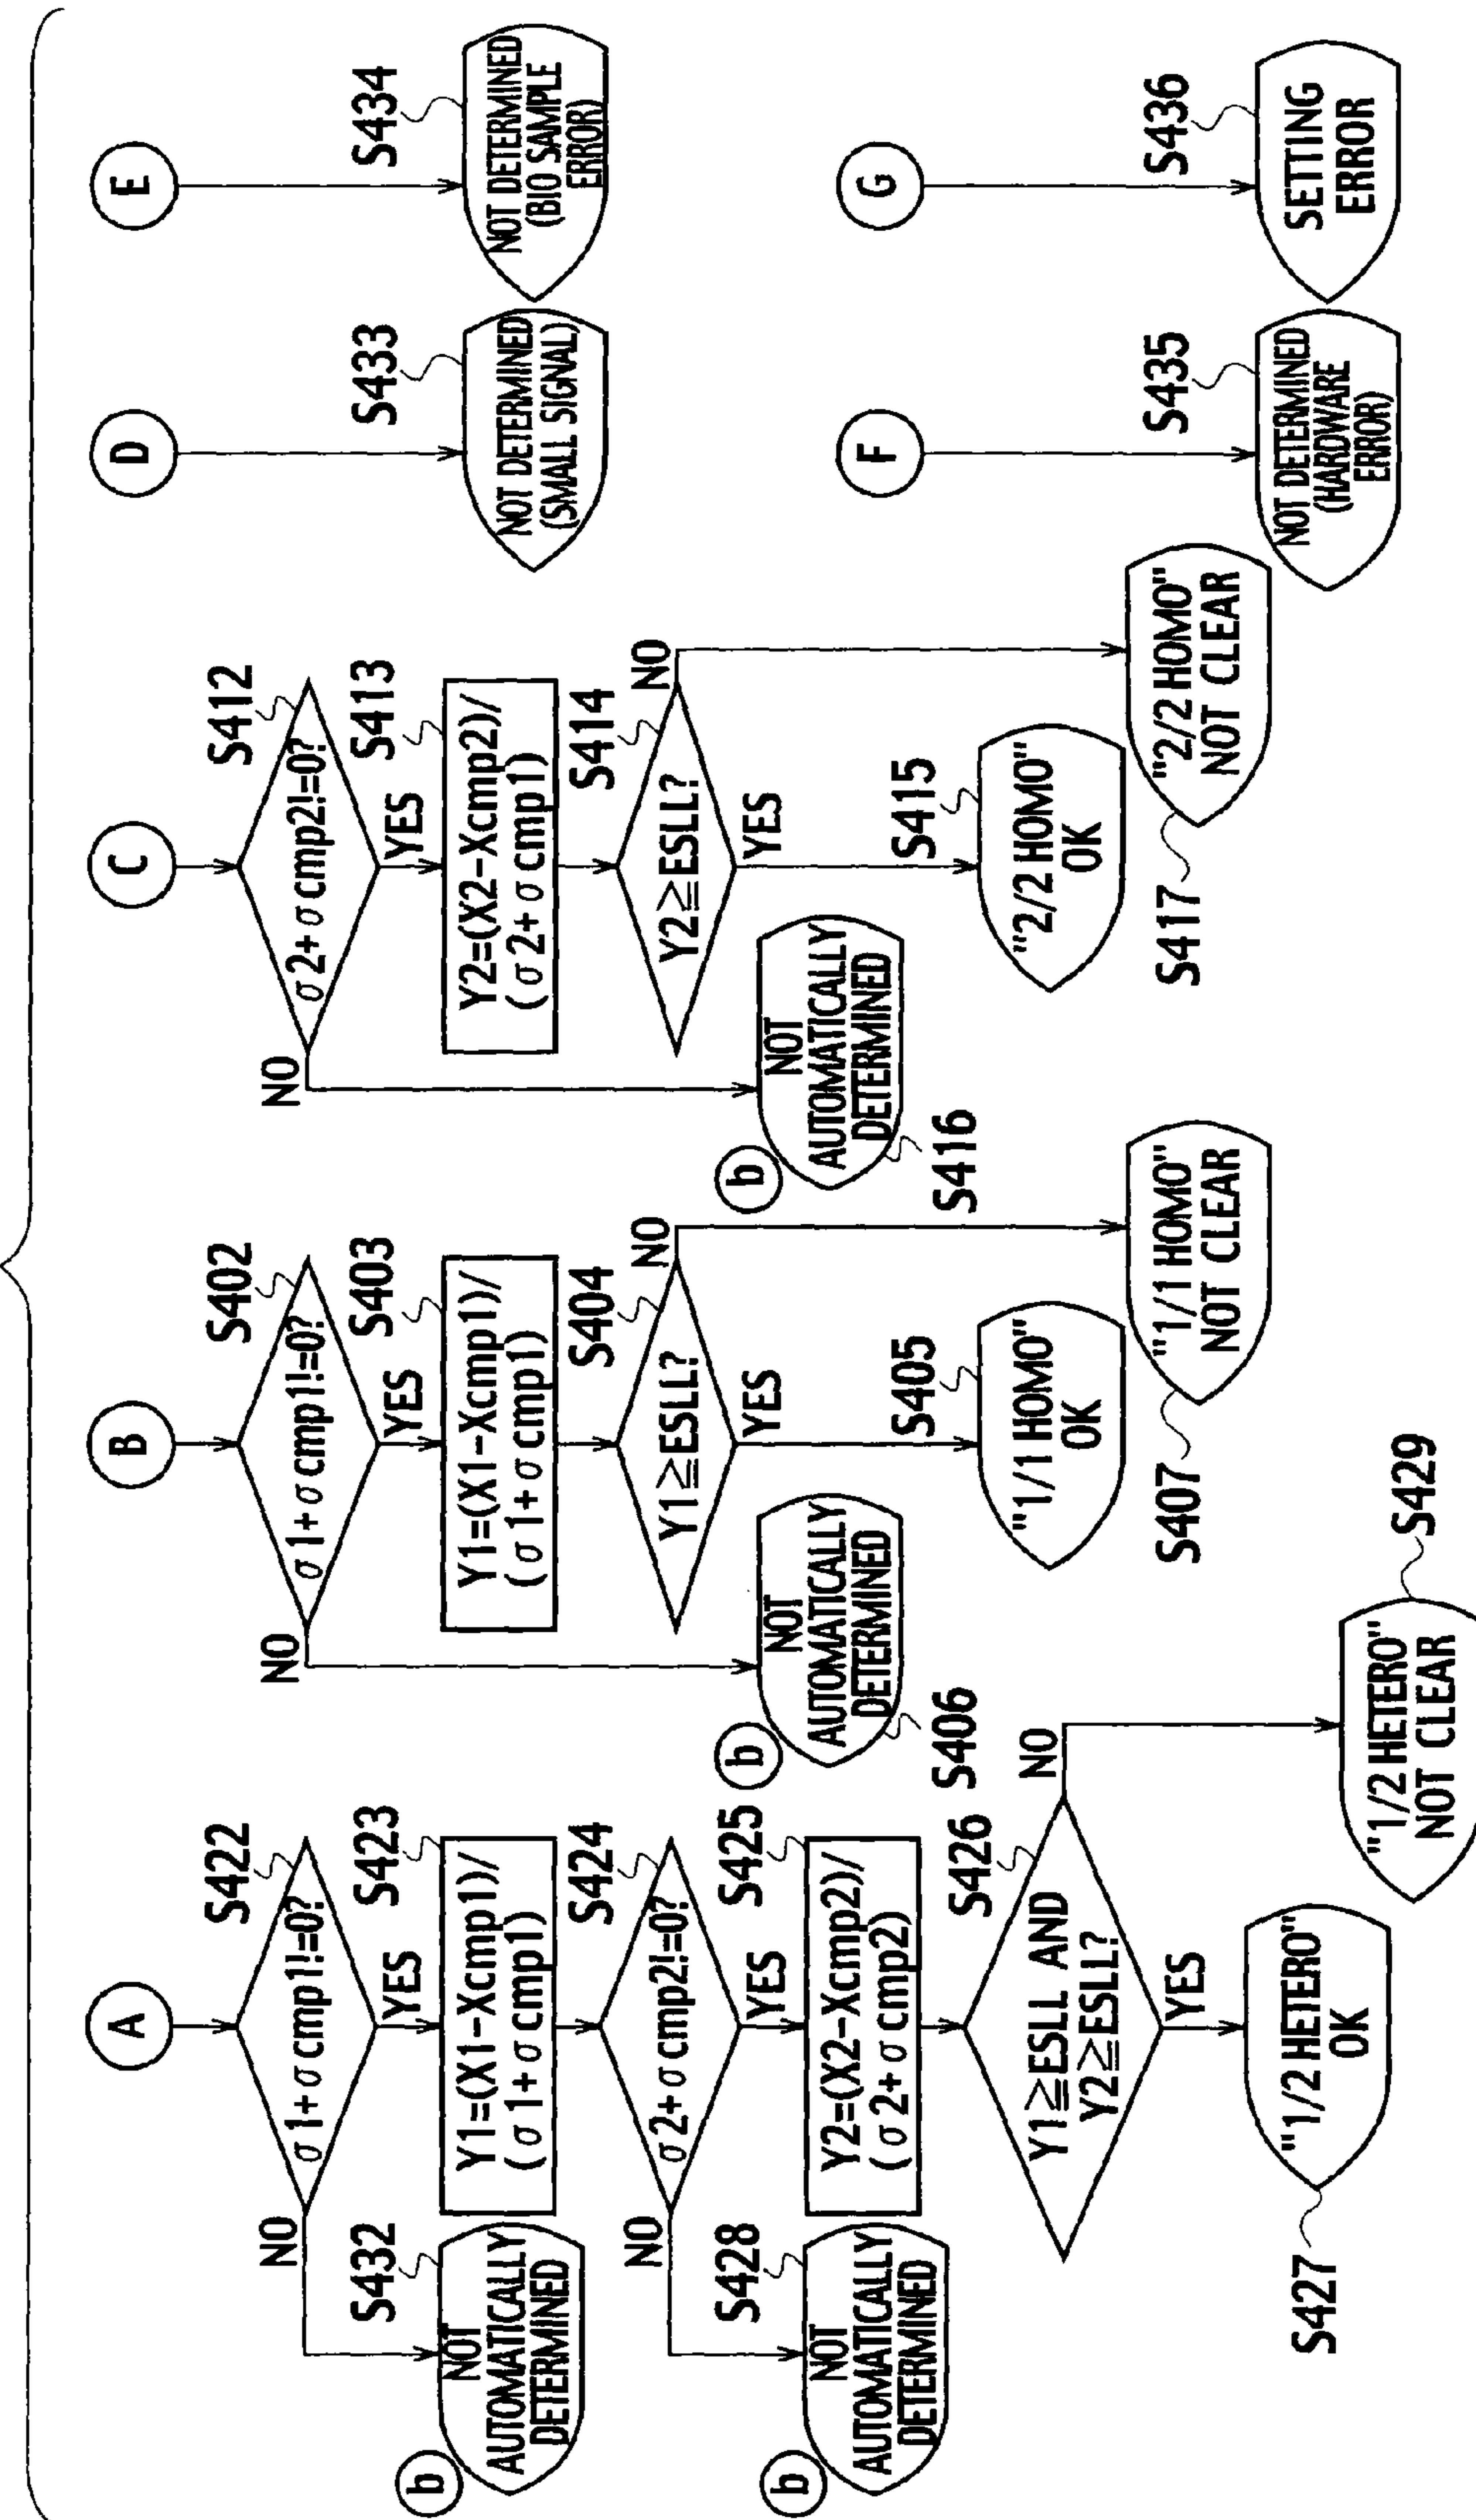 A
S422
σ1+σcmp1!=0?
NO
YES
S432
b
NOT
AUTOMATICALLY
DETERMINED
S423
Y1=(X1-Xcmp1)/
(σ1+σcmp1)
S424
σ2+σcmp2!=0?
NO
YES
S428
b
NOT
AUTOMATICALLY
DETERMINED
S425
Y2=(X2-Xcmp2)/
(σ2+σcmp2)
S426
Y1≧ESLL AND
Y2≧ESLL?
NO
YES
S427
"1/2 HETERO"
OK
S429
"1/2 HETERO"
NOT CLEAR
B
S402
σ1+σcmp1!=0?
NO
YES
S403
Y1=(X1-Xcmp1)/
(σ1+σcmp1)
S404
Y1≧ESLL?
NO
YES
b
NOT
AUTOMATICALLY
DETERMINED
S406
S405
"1/1 HOMO"
OK
S407
"1/1 HOMO"
NOT CLEAR
C
S412
σ2+σcmp2!=0?
NO
YES
S413
Y2=(X2-Xcmp2)/
(σ2+σcmp1)
S414
Y2≧ESLL?
NO
YES
b
NOT
AUTOMATICALLY
DETERMINED
S416
S415
"2/2 HOMO"
OK
S417
"2/2 HOMO"
NOT CLEAR
D
S433
NOT DETERMINED
(SMALL SIGNAL)
E
S434
NOT DETERMINED
(BIO SAMPLE
ERROR)
F
S435
NOT DETERMINED
(HARDWARE
ERROR)
G
S436
SETTING
ERROR